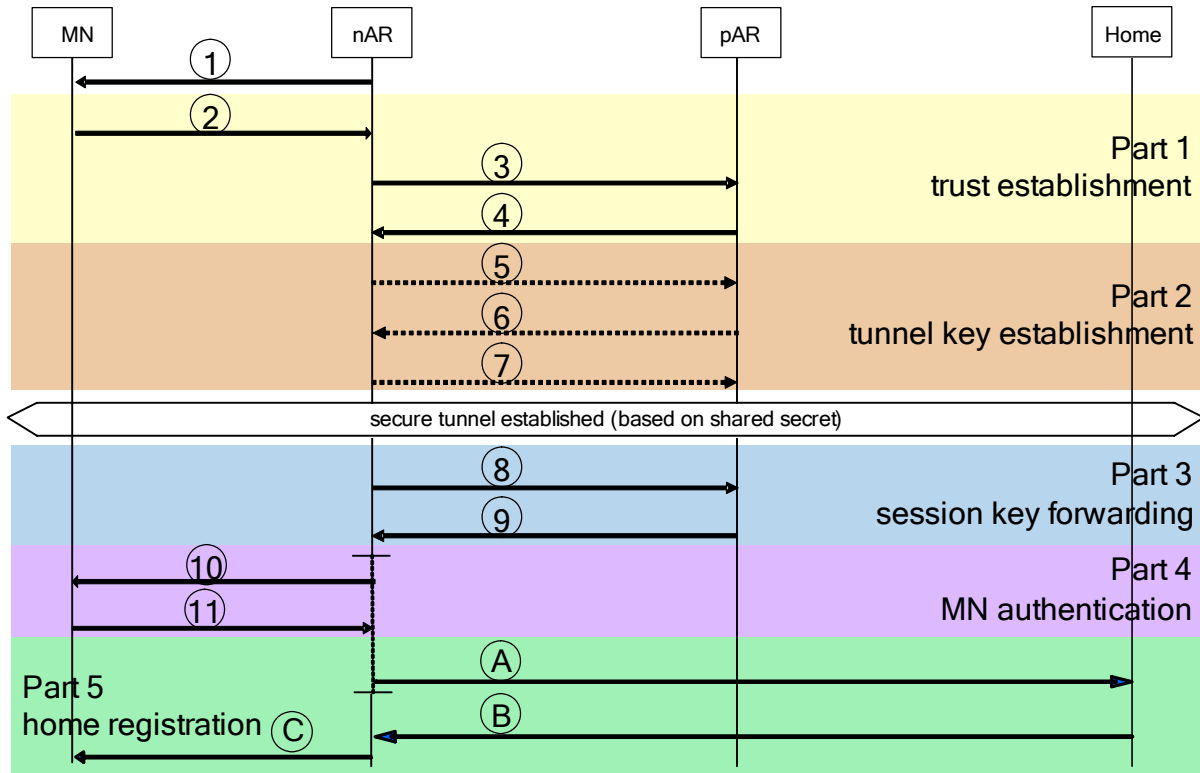 MN
nAR
pAR
Home
1
2
3
Part 1
trust establishment
4
5
6
Part 2
tunnel key establishment
7
secure tunnel established (based on shared secret)
8
Part 3
session key forwarding
9
10
Part 4
MN authentication
11
A
Part 5
home registration
B
C